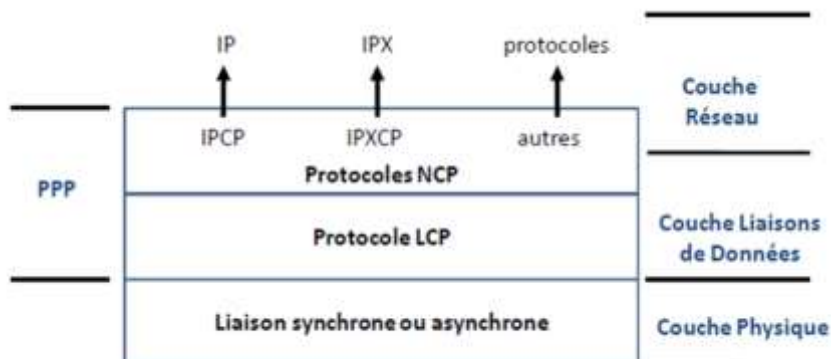 IP IPX protocoles
Couche
Réseau
IPCP IPXCP autres
Protocoles NCP
PPP
Protocole LCP
Couche Liaisons
de Données
Liaison synchrone ou asynchrone
Couche Physique